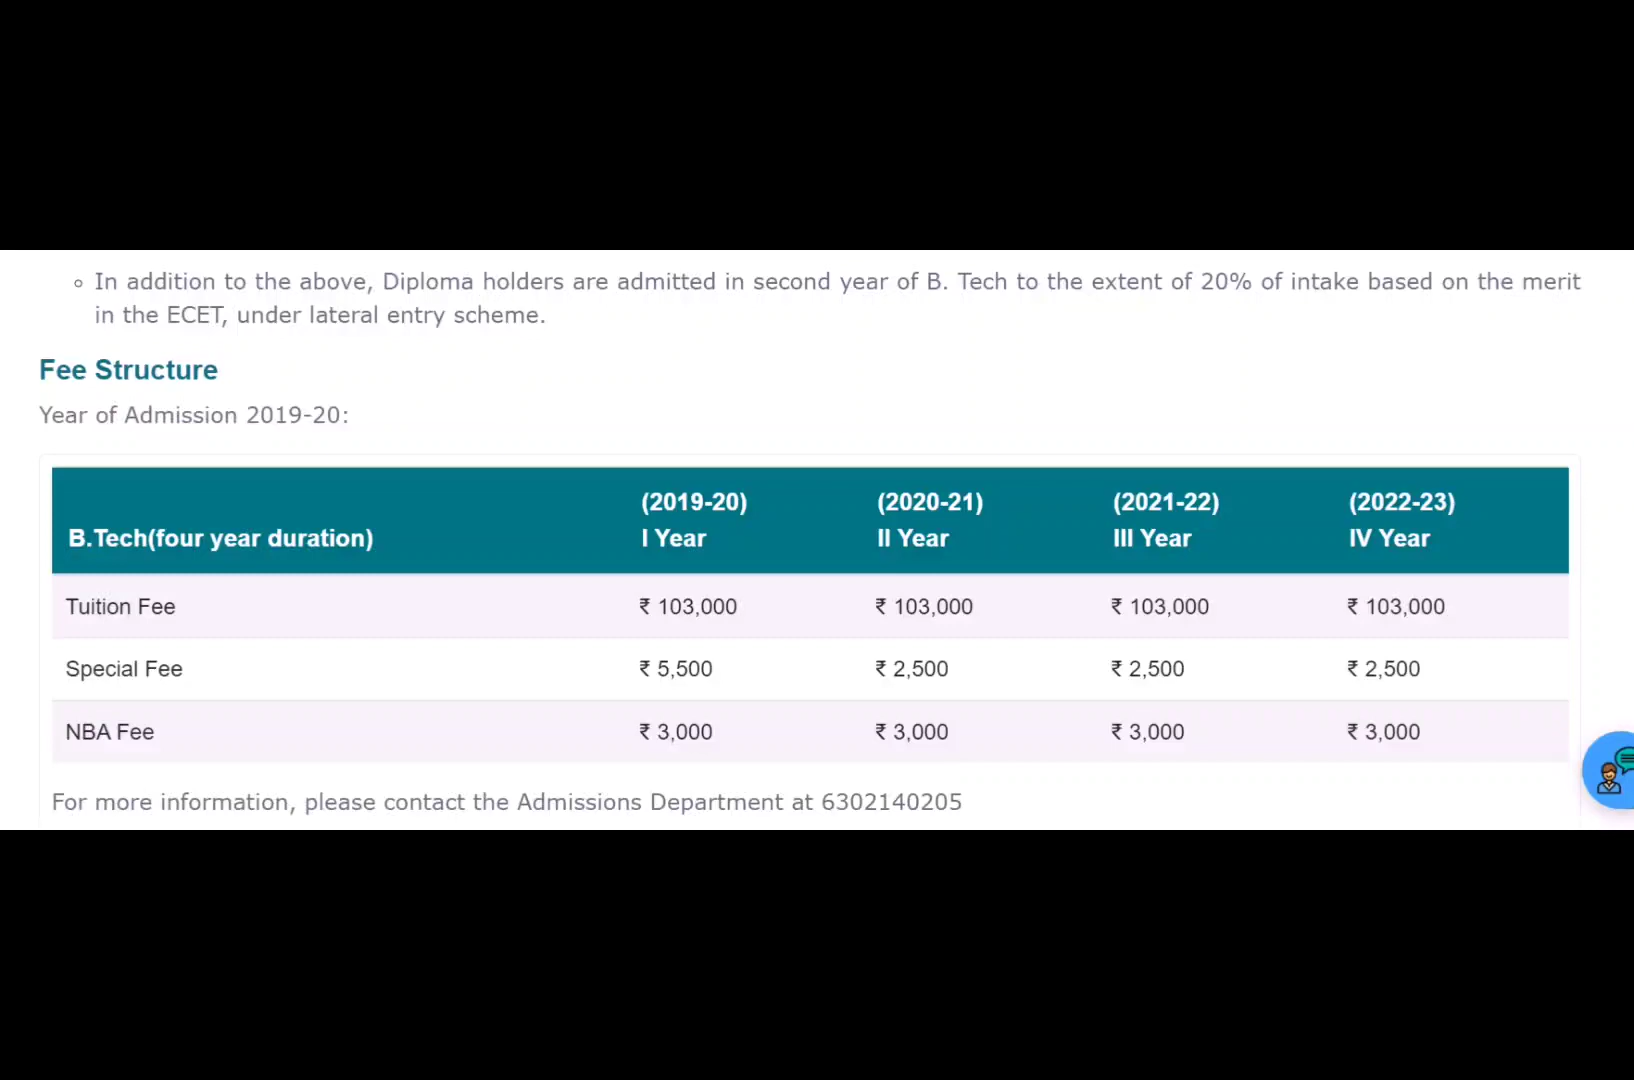 In addition to the above, Diploma holders are admitted in second year of B. Tech to the extent of 20% of intake based on the merit
in the ECET, under lateral entry scheme.
Fee Structure
Year of Admission 2019-20:
(2019-20) (2020-21) (2021-22) (2022-23)
B.Tech(four year duration) I Year II Year III Year IV Year
Tuition Fee ₹ 103,000 ₹ 103,000 ₹ 103,000 ₹ 103,000
Special Fee ₹ 5,500 ₹ 2,500 ₹ 2,500 ₹ 2,500
NBA Fee ₹ 3,000 ₹ 3,000 ₹ 3,000 ₹ 3,000
For more information, please contact the Admissions Department at 6302140205